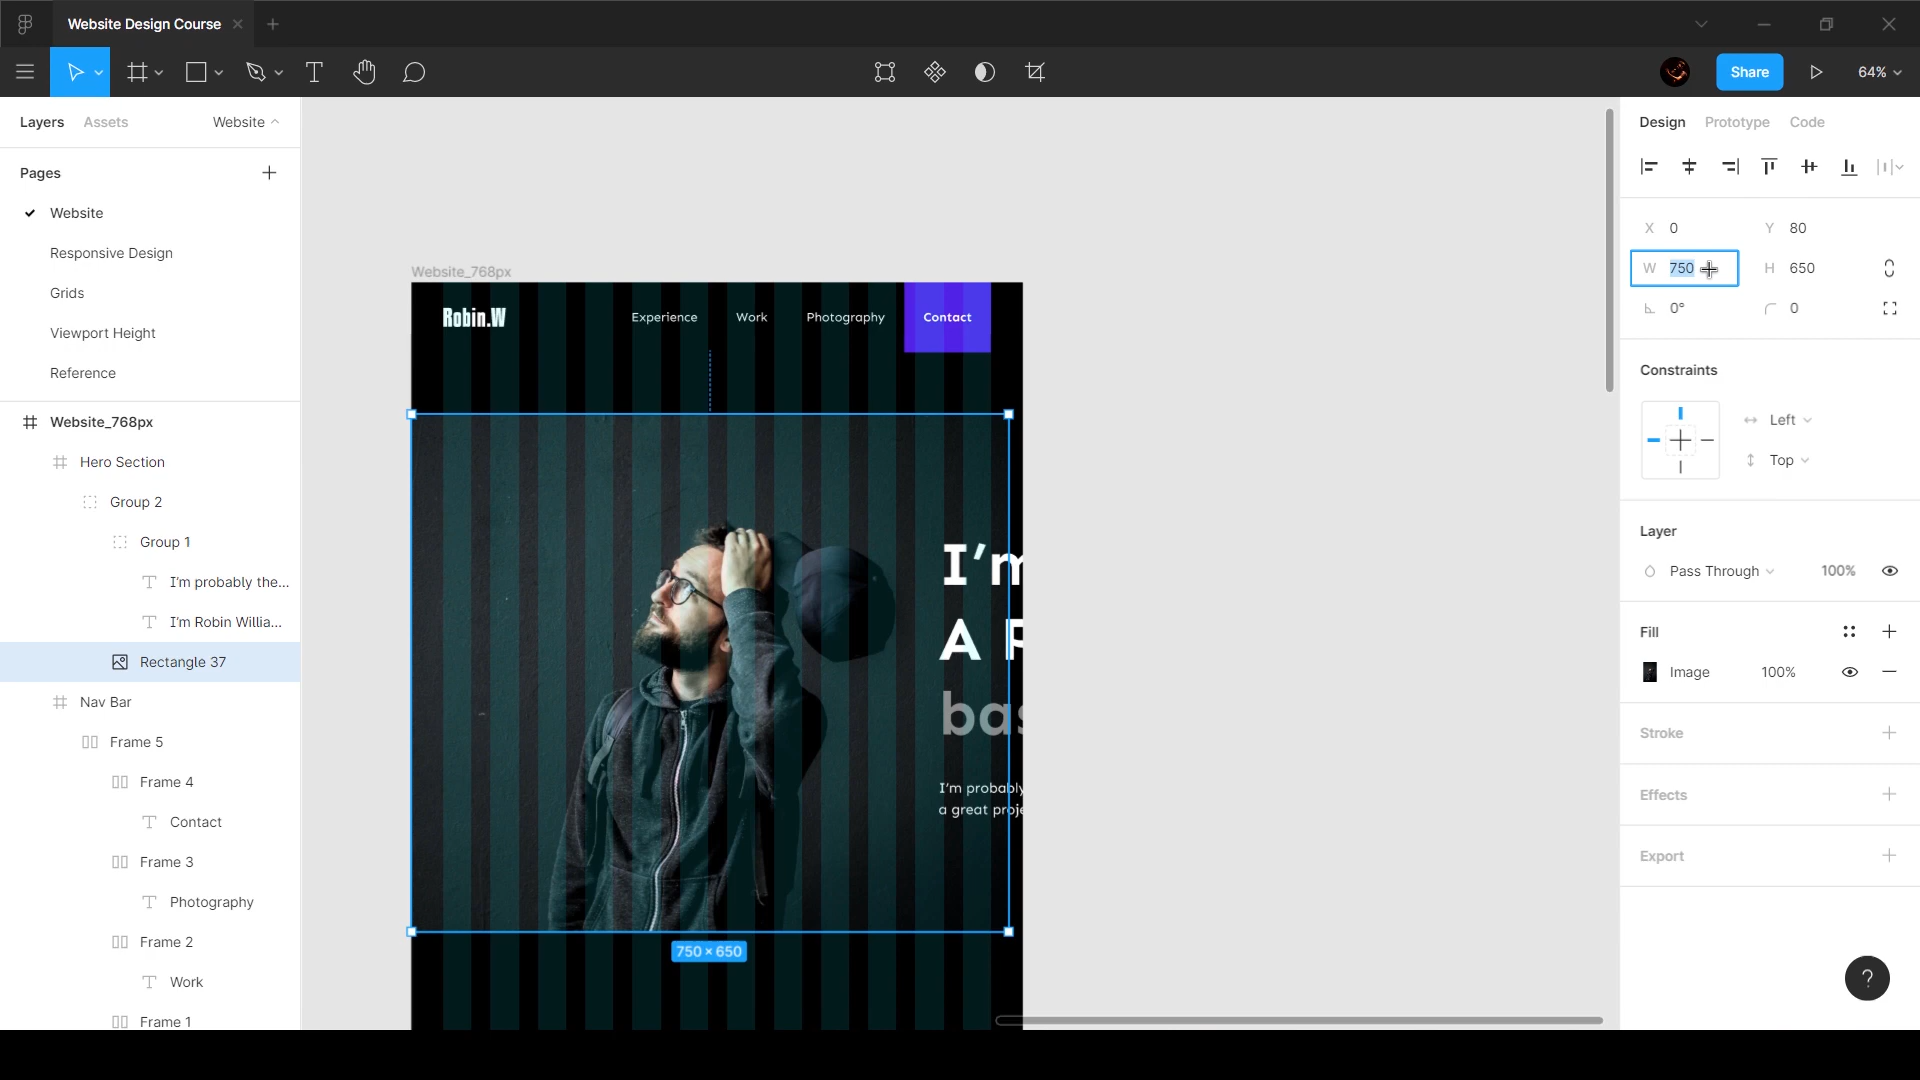 Website Design Course
Share
64%
Layers
Assets
Website
Pages
Website
Responsive Design
Grids
Viewport Height
Reference
Website_768px
Hero Section
Group 2
Group 1
I'm probably the...
I'm Robin Willia...
Rectangle 37
Nav Bar
Frame 5
Frame 4
Contact
Frame 3
Photography
Frame 2
Work
Frame 1
Website_768px
Robin.W
Experience
Work
Photography
Contact
I'm
A
bas
I'm probably
a great proje
750 × 650
Design
Prototype
Code
X 0
Y 80
W 750
H 650
0°
0
Constraints
Left
Top
Layer
Pass Through
100%
Fill
Image
100%
Stroke
Effects
Export
?